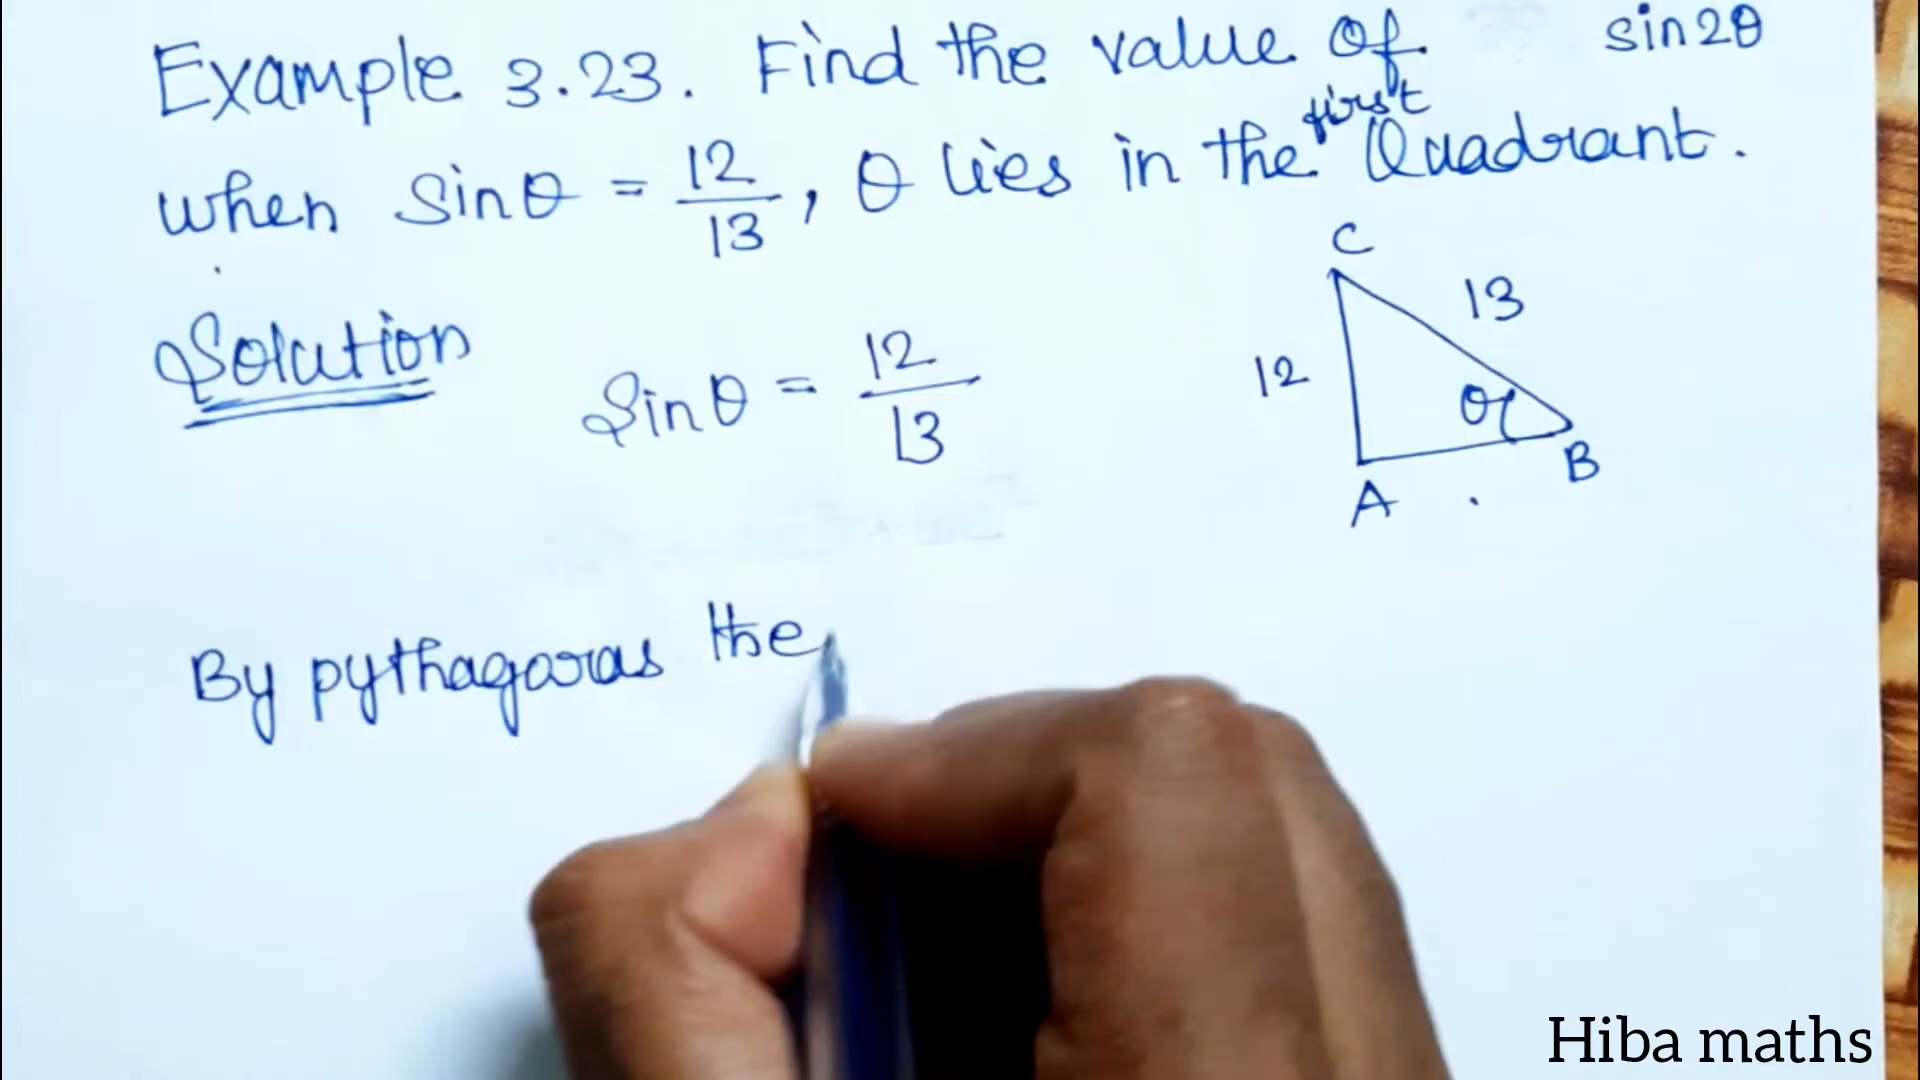 Example 3.23. Find the value of sin2θ
when sinθ = 12/13, θ lies in the first Quadrant.
Solution sinθ = 12/13
C
13
12
θ
B
A
By pythagoras the
Hiba maths